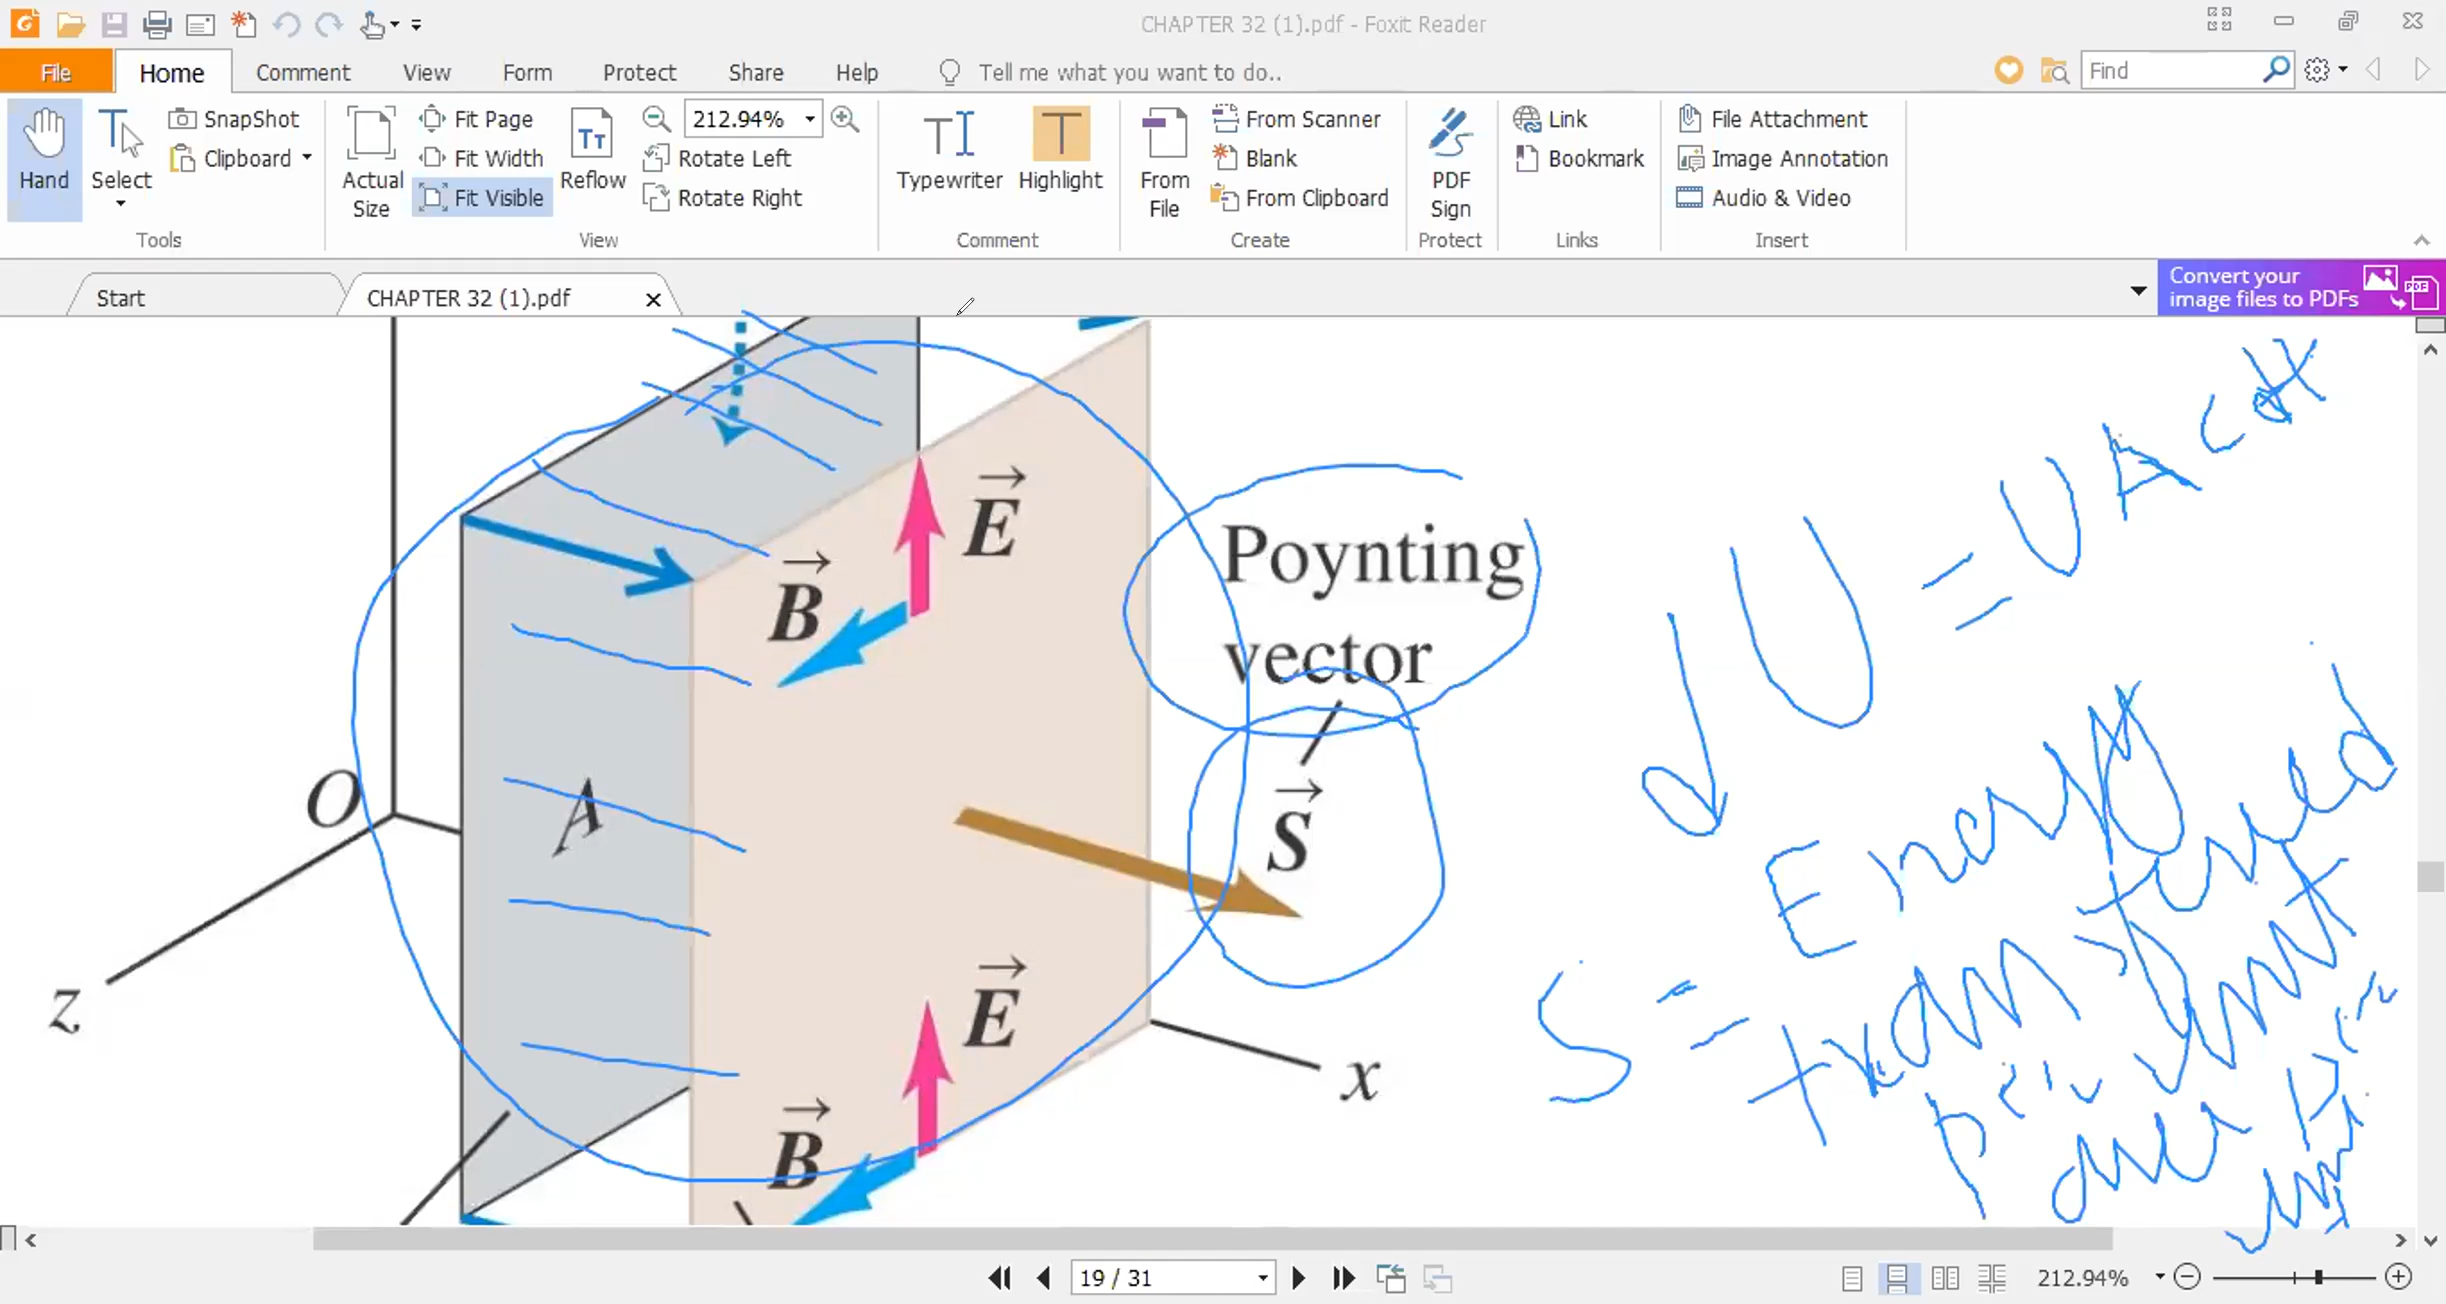 CHAPTER 32 (1).pdf - Foxit Reader
File Home Comment View Form Protect Share Help Tell me what you want to do.. Find
Hand
Select
SnapShot
Clipboard
Tools
Actual Size
Fit Page
Fit Width
Fit Visible
Reflow
212.94%
Rotate Left
Rotate Right
View
Typewriter
Highlight
Comment
From File
From Scanner
Blank
From Clipboard
Create
PDF Sign
Protect
Link
Bookmark
Links
File Attachment
Image Annotation
Audio & Video
Insert
Start
CHAPTER 32 (1).pdf
Convert your
image files to PDFs
PDF
E
B
Poynting
vector
S
A
O
z
E
B
x
dU = U A c dt
S = Energy
transferred
per unit
19 / 31
212.94%